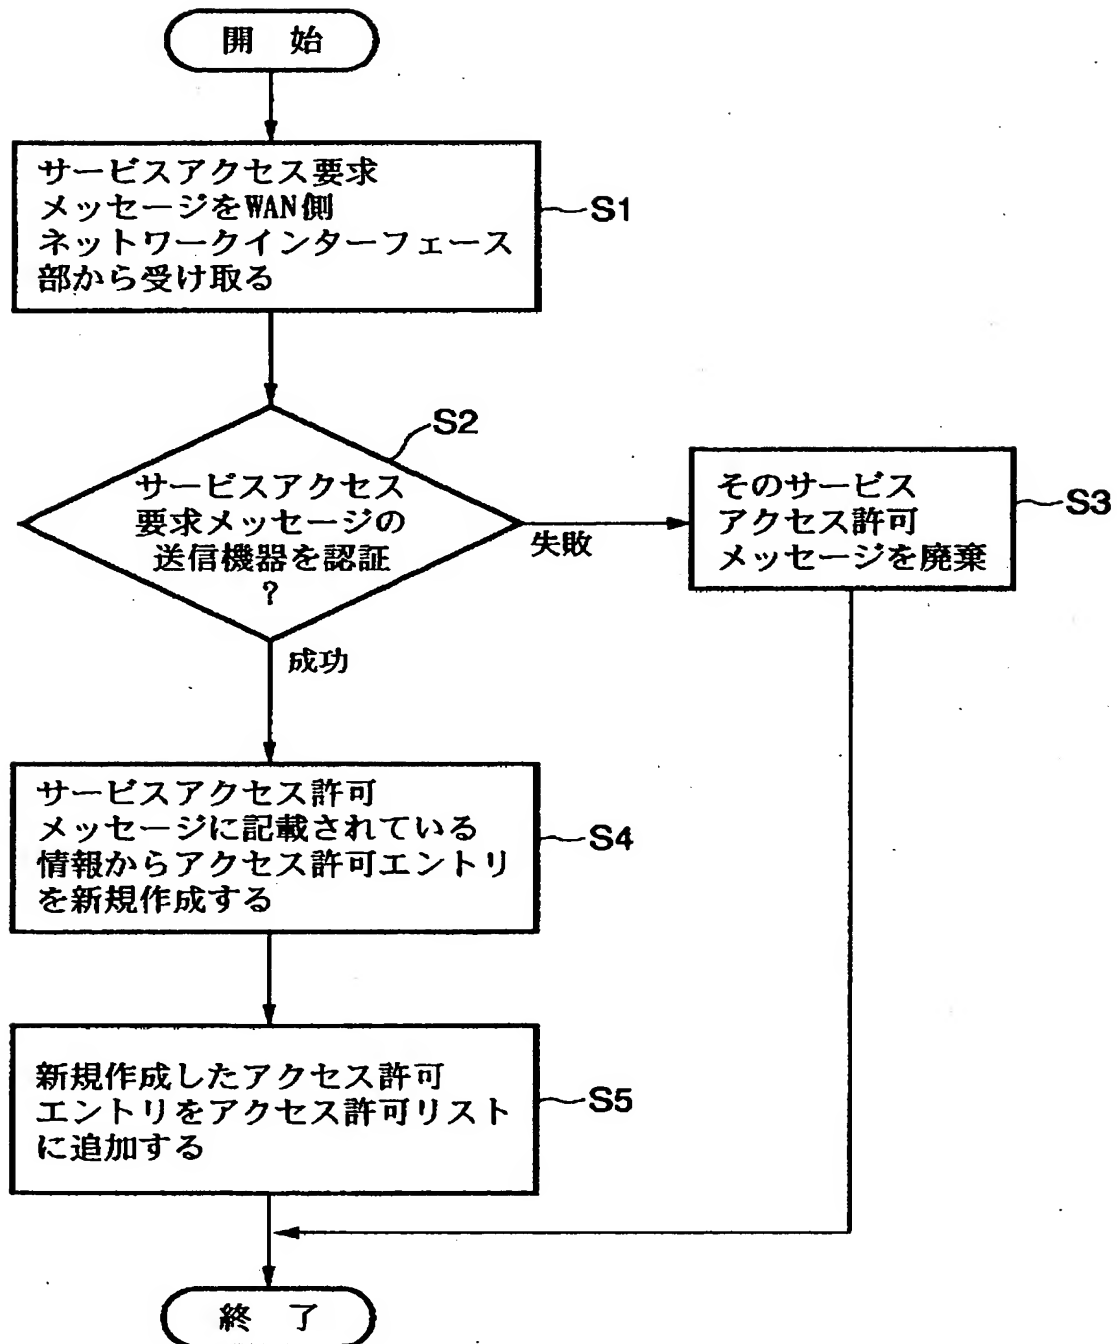 開 始
サービスアクセス要求
メッセージをWAN側
ネットワークインターフェース
部から受け取る
S1
S2
サービスアクセス
要求メッセージの
送信機器を認証
?
失敗
そのサービス
アクセス許可
メッセージを廃棄
S3
成功
サービスアクセス許可
メッセージに記載されている
情報からアクセス許可エントリ
を新規作成する
S4
新規作成したアクセス許可
エントリをアクセス許可リスト
に追加する
S5
終 了